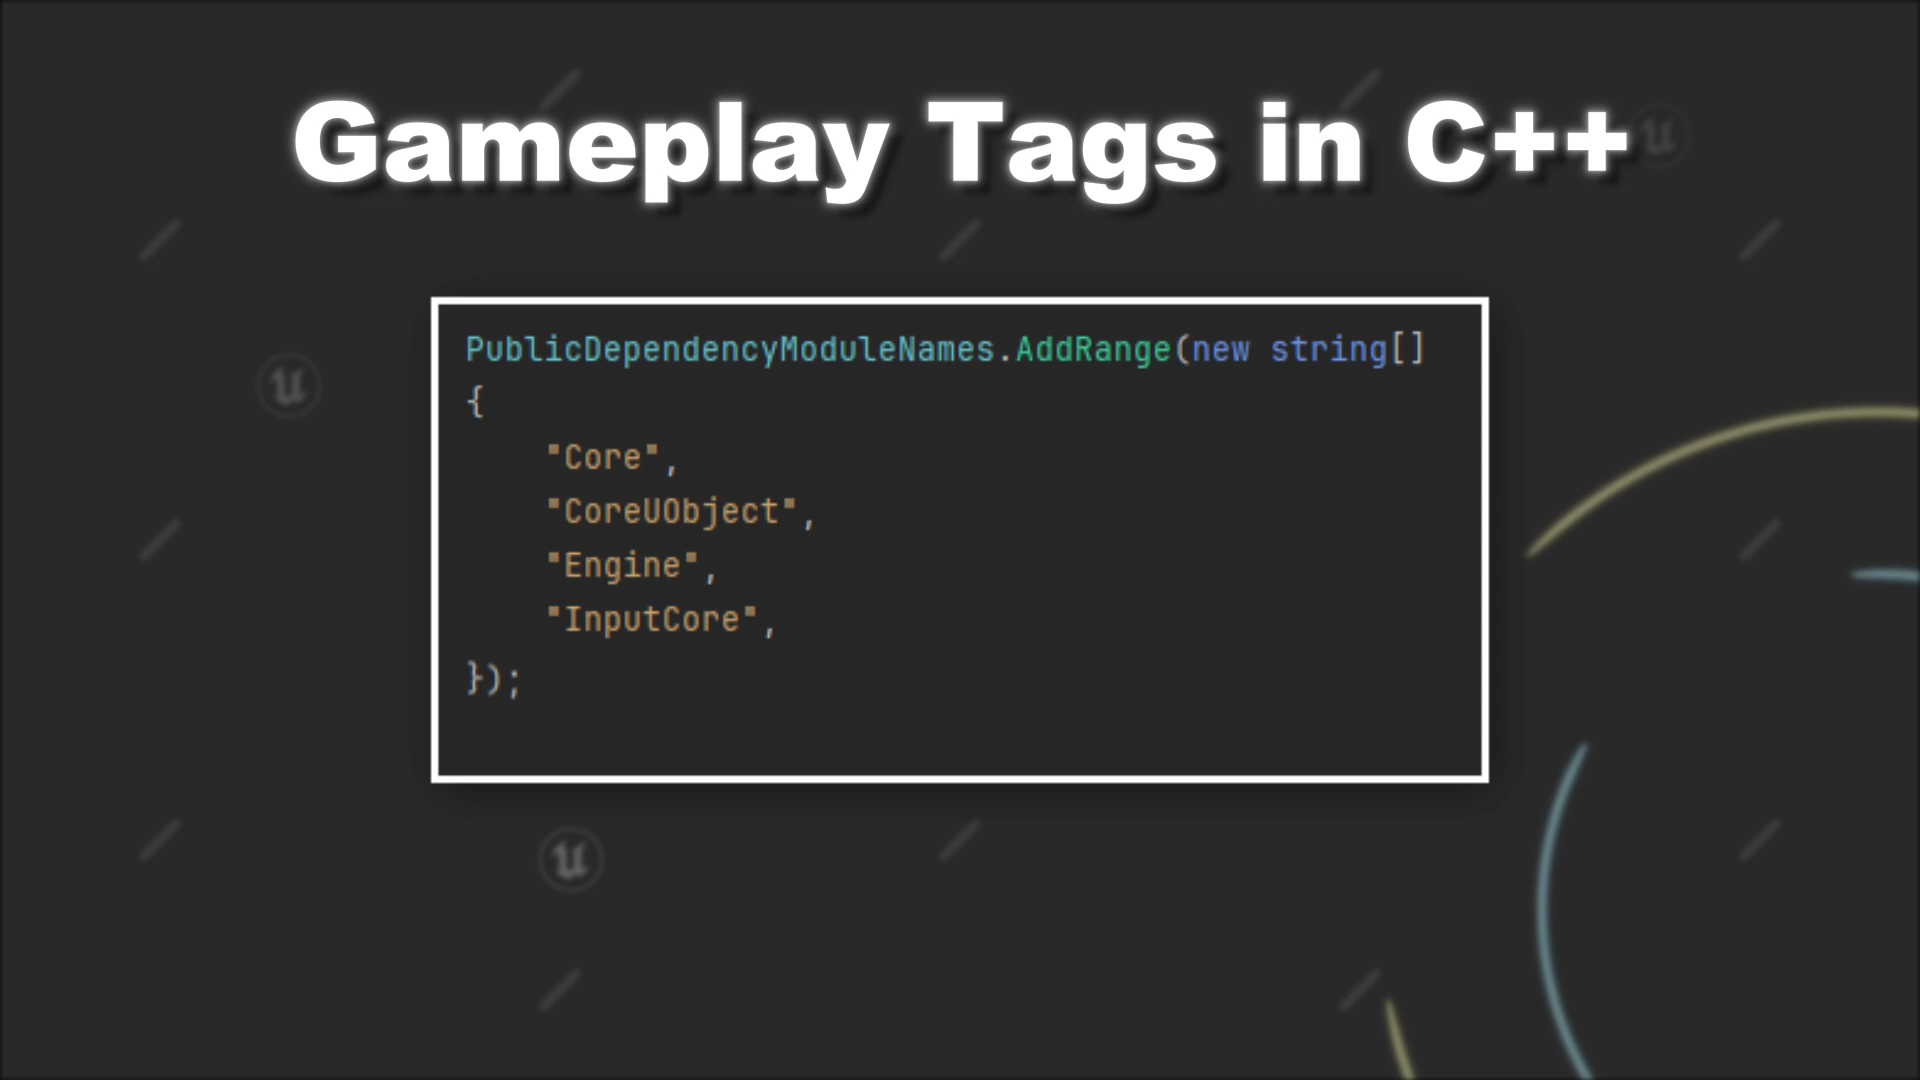 Gameplay Tags in C++
PublicDependencyModuleNames.AddRange(new string[]
{
    "Core",
    "CoreUObject",
    "Engine",
    "InputCore",
});